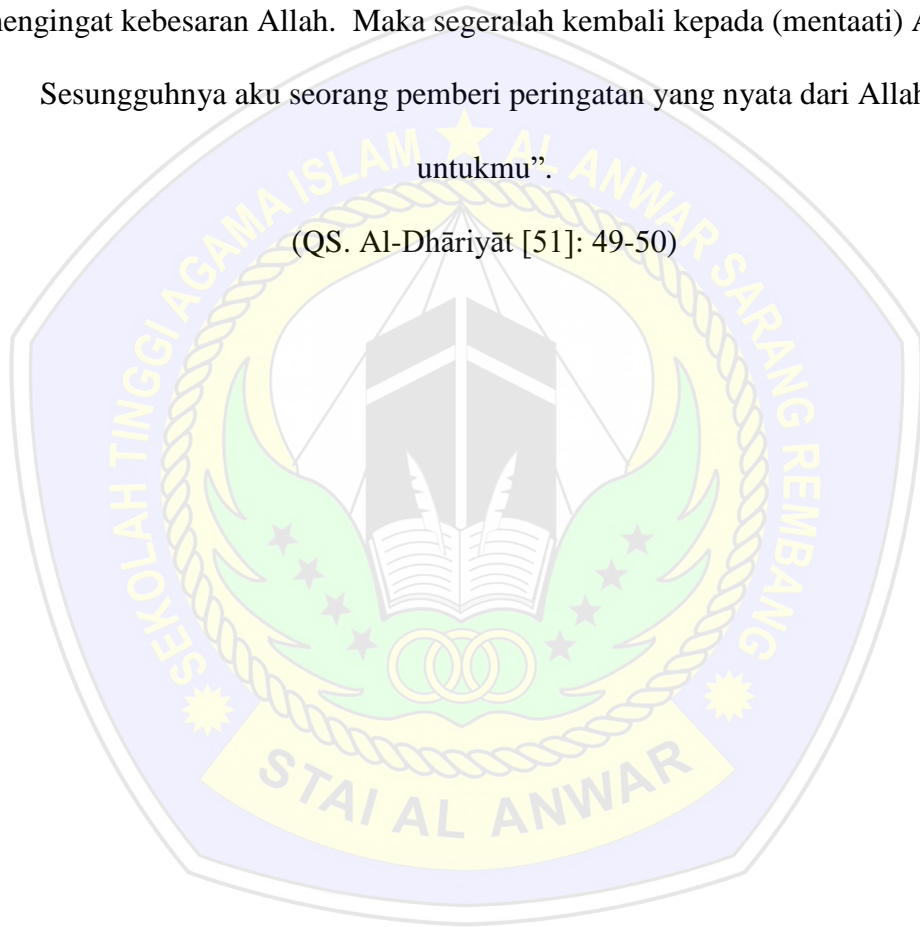 mengingat kebesaran Allah.  Maka segeralah kembali kepada (mentaati) A
Sesungguhnya aku seorang pemberi peringatan yang nyata dari Allah
untukmu”.
(QS. Al-Dhāriyāt [51]: 49-50)
SEKOLAH TINGGI AGAMA ISLAM ★ AL ANWAR SARANG REMBANG
STAI AL ANWAR